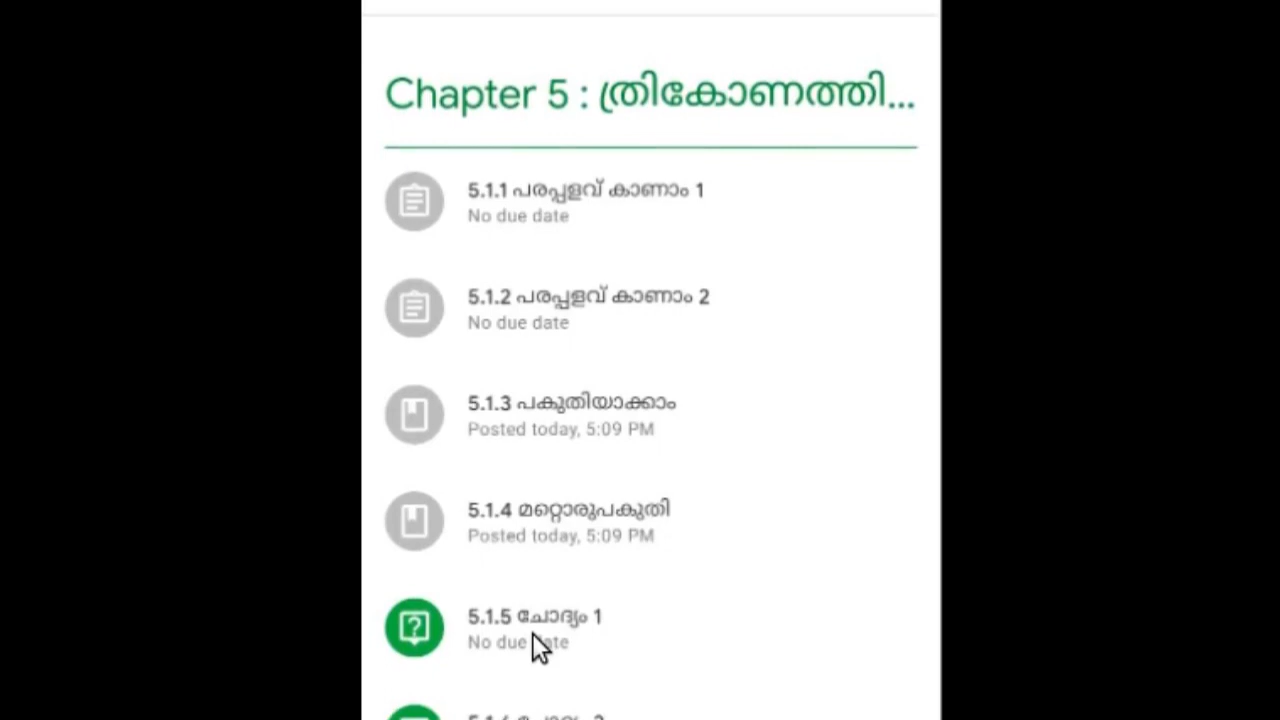 Chapter 5 : ത്രികോണത്തി...
5.1.1 പരപ്പളവ് കാണാം 1
No due date
5.1.2 പരപ്പളവ് കാണാം 2
No due date
5.1.3 പകുതിയാക്കാം
Posted today, 5:09 PM
5.1.4 മറ്റൊരുപകുതി
Posted today, 5:09 PM
5.1.5 ചോദ്യം 1
No due date